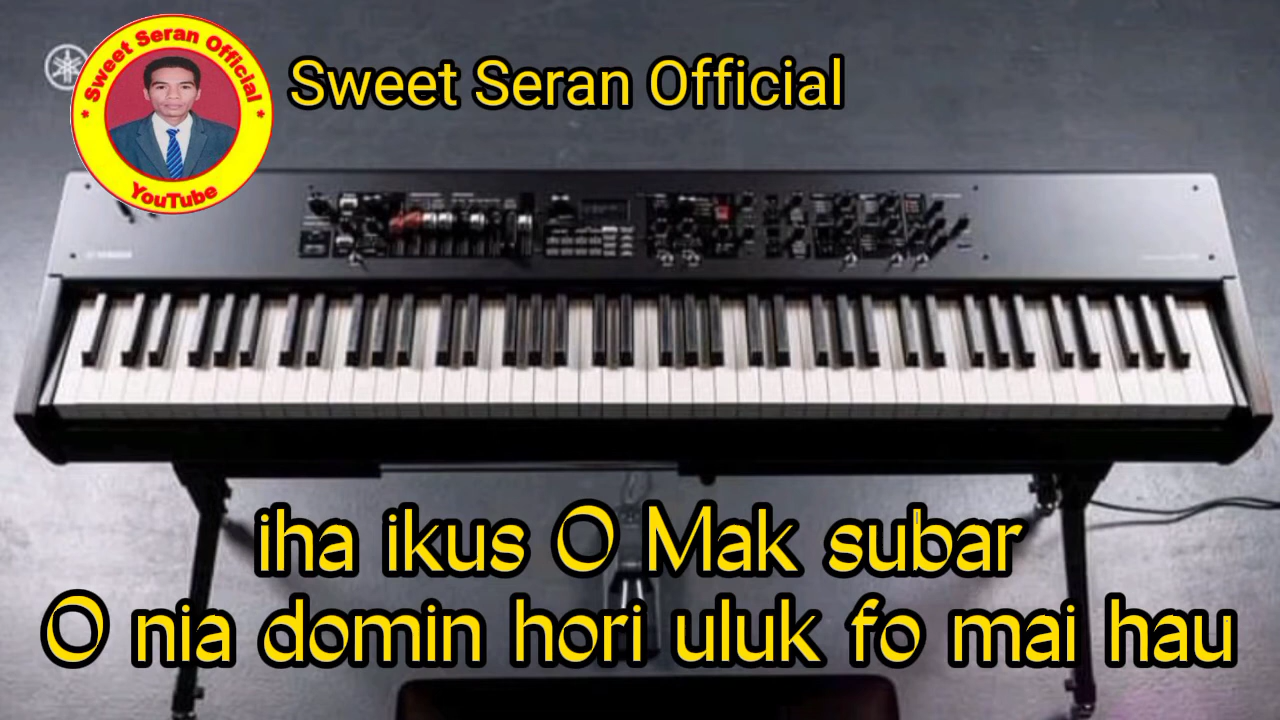 Sweet Seran Official
YouTube
Sweet Seran Official
iha ikus O Mak subar
O nia domin hori uluk fo mai hau